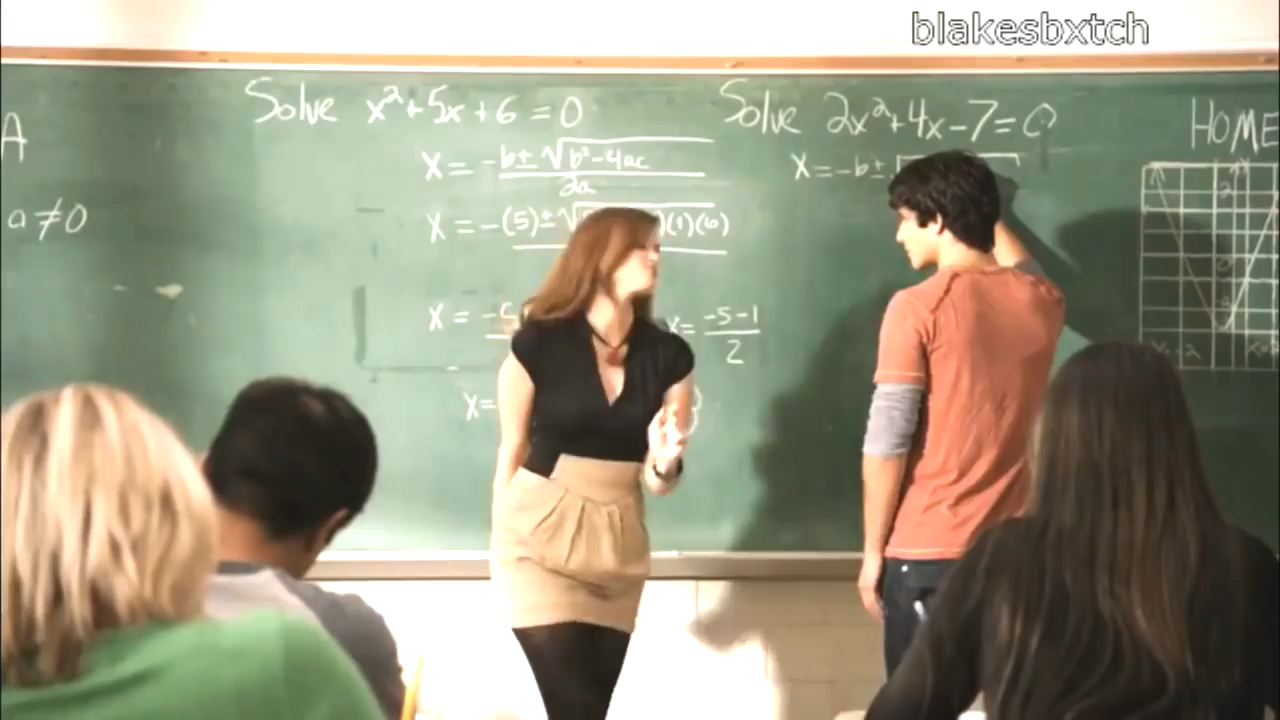 blakesbxtch
Solve x²+5x+6=0
x = -b±√b²-4ac
2a
x = -(5)±√ )(1)(6)
x = -5
x= -5-1
2
x=
Solve 2x²+4x-7=0
x=-b±√
HOME
A
a≠0